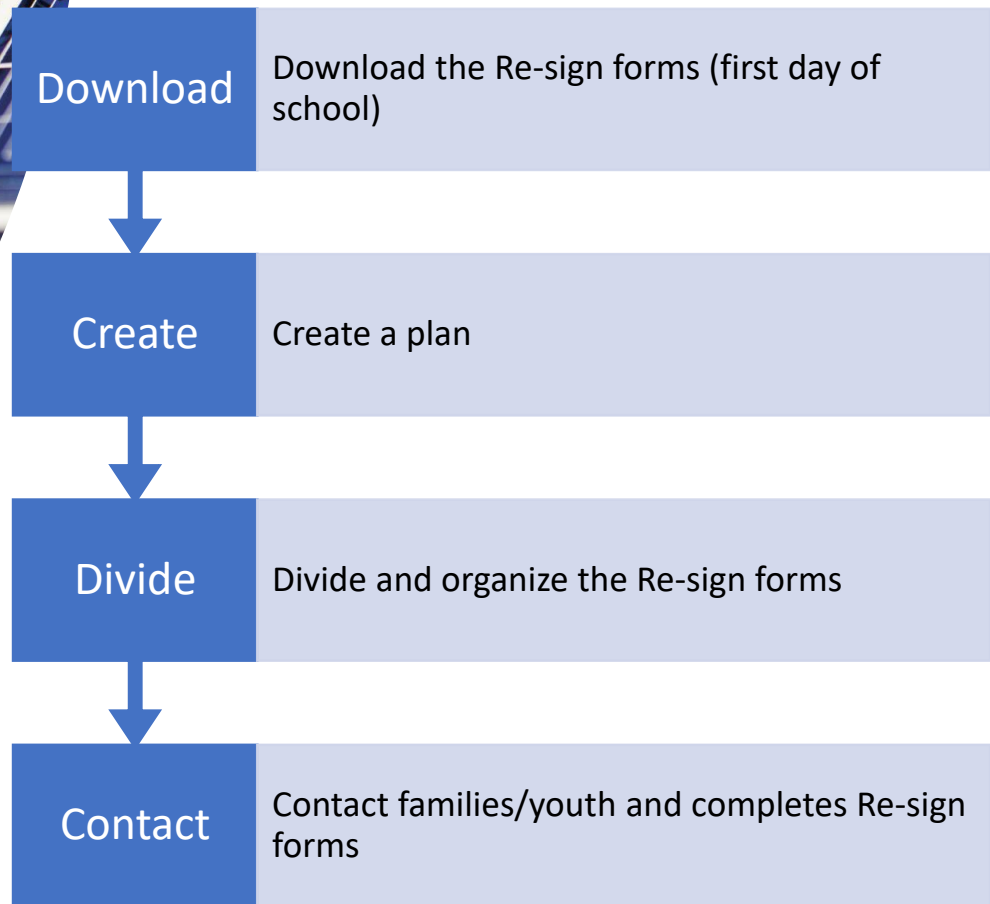 Download
Download the Re-sign forms (first day of
school)
Create
Create a plan
Divide
Divide and organize the Re-sign forms
Contact
Contact families/youth and completes Re-sign
forms